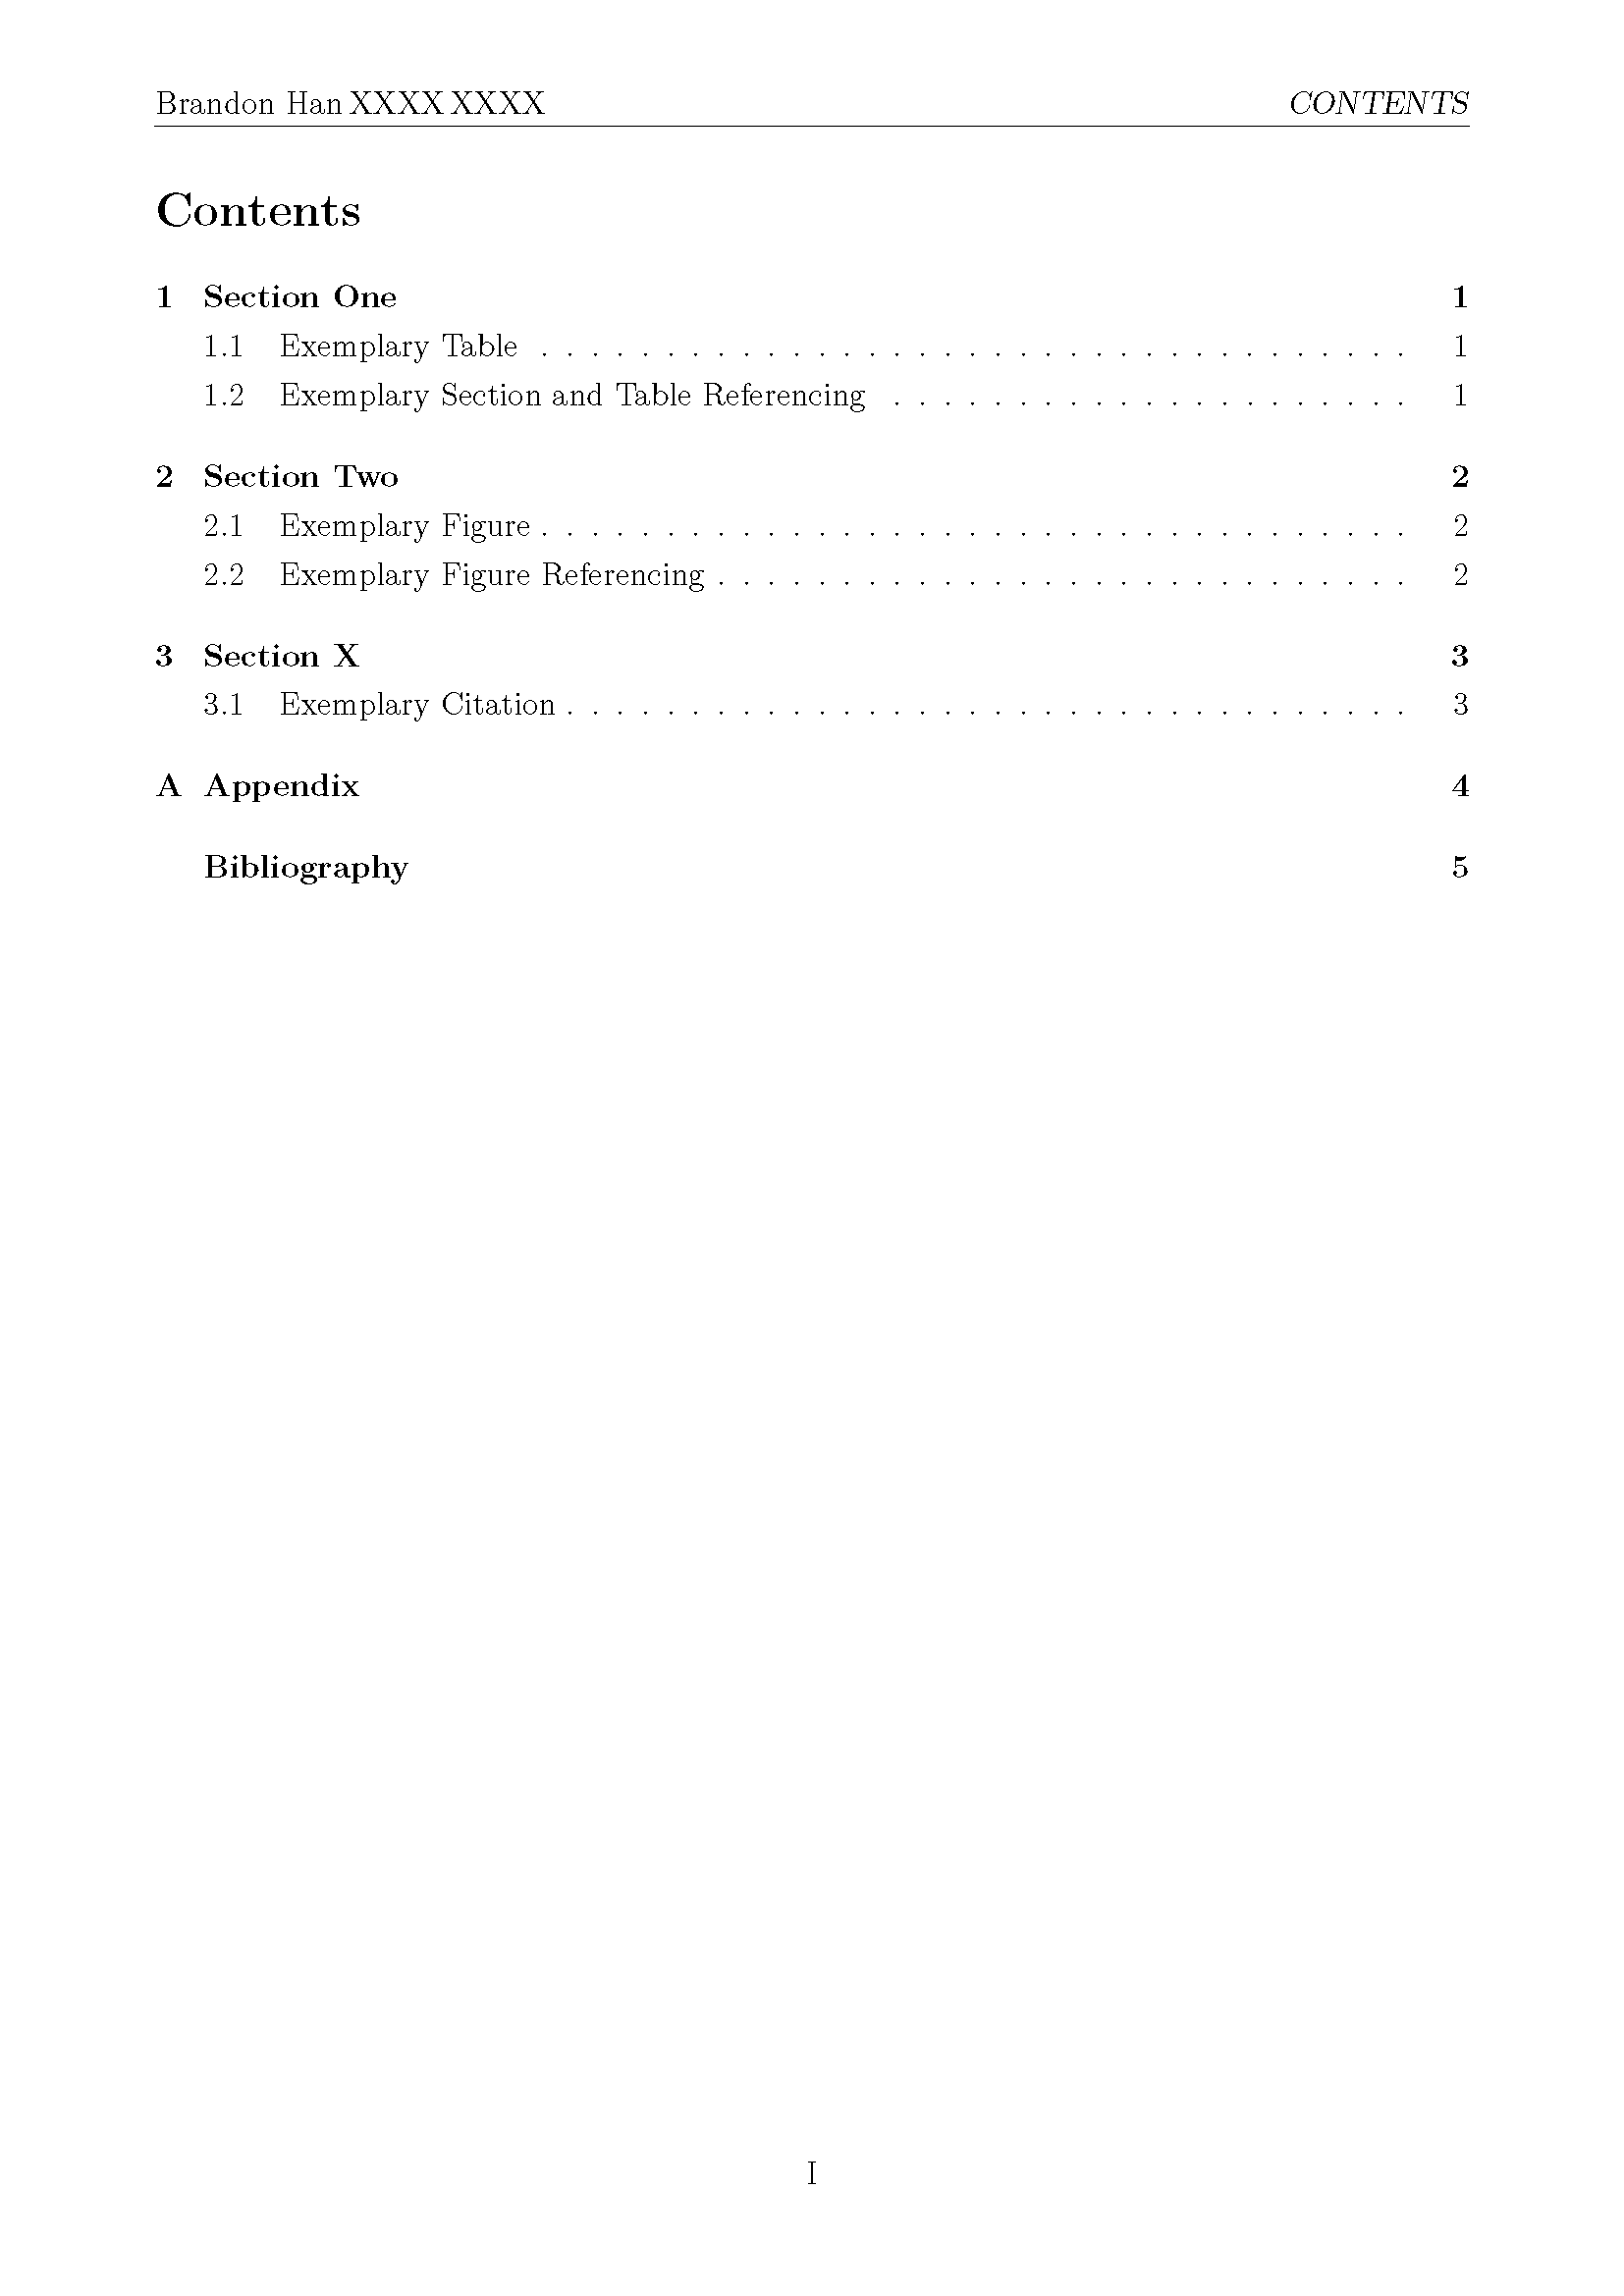 Brandon Han XXXX XXXX CONTENTS
Contents
1 Section One 1
1.1 Exemplary Table . . . . . . . . . . . . . . . . . . . . . . . . . . . . . . . . . . . 1
1.2 Exemplary Section and Table Referencing . . . . . . . . . . . . . . . . . . . . . 1
2 Section Two 2
2.1 Exemplary Figure . . . . . . . . . . . . . . . . . . . . . . . . . . . . . . . . . . . 2
2.2 Exemplary Figure Referencing . . . . . . . . . . . . . . . . . . . . . . . . . . . . 2
3 Section X 3
3.1 Exemplary Citation . . . . . . . . . . . . . . . . . . . . . . . . . . . . . . . . . . 3
A Appendix 4
Bibliography 5
I